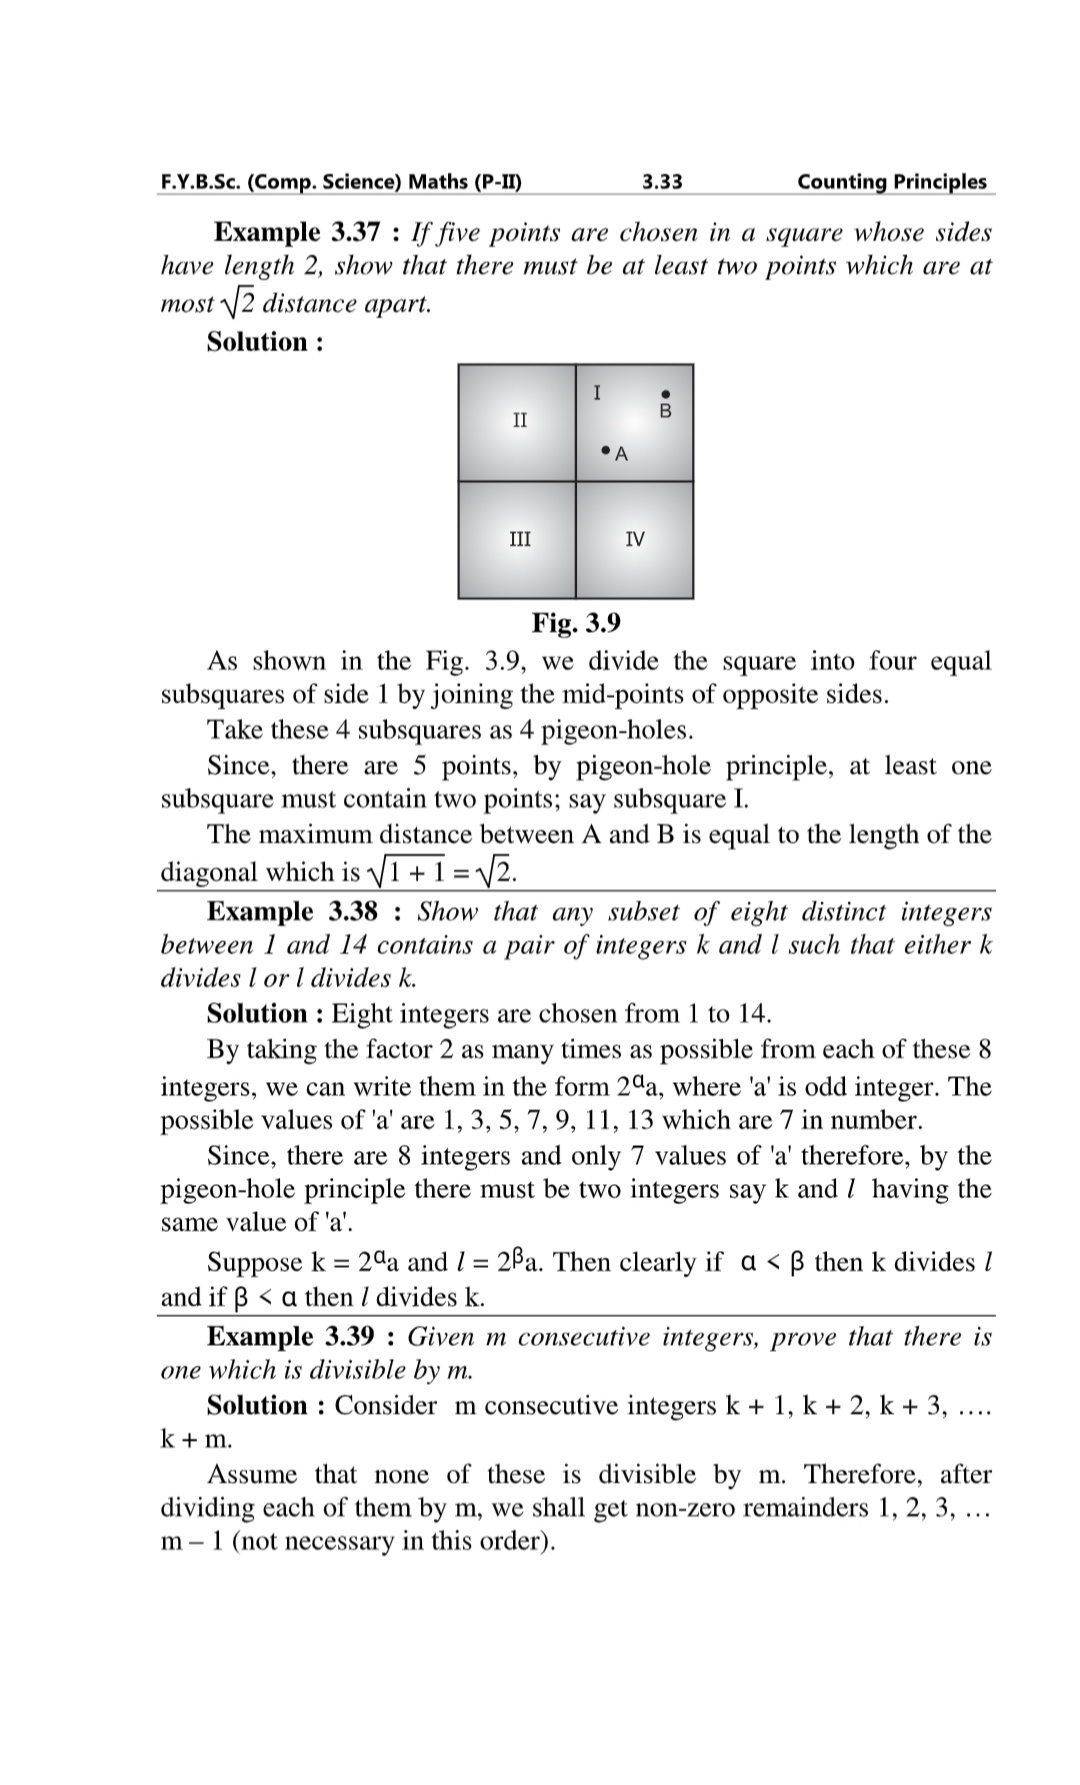 F.Y.B.Sc. (Comp. Science) Maths (P-II) 3.33 Counting Principles
Example 3.37 : If five points are chosen in a square whose sides
have length 2, show that there must be at least two points which are at
most √2 distance apart.
Solution :
I
B
II
A
III
IV
Fig. 3.9
As shown in the Fig. 3.9, we divide the square into four equal
subsquares of side 1 by joining the mid-points of opposite sides.
Take these 4 subsquares as 4 pigeon-holes.
Since, there are 5 points, by pigeon-hole principle, at least one
subsquare must contain two points; say subsquare I.
The maximum distance between A and B is equal to the length of the
diagonal which is √1 + 1 = √2.
Example 3.38 : Show that any subset of eight distinct integers
between 1 and 14 contains a pair of integers k and l such that either k
divides l or l divides k.
Solution : Eight integers are chosen from 1 to 14.
By taking the factor 2 as many times as possible from each of these 8
integers, we can write them in the form 2ᵅa, where 'a' is odd integer. The
possible values of 'a' are 1, 3, 5, 7, 9, 11, 13 which are 7 in number.
Since, there are 8 integers and only 7 values of 'a' therefore, by the
pigeon-hole principle there must be two integers say k and l having the
same value of 'a'.
Suppose k = 2ᵅa and l = 2ᵝa. Then clearly if α < β then k divides l
and if β < α then l divides k.
Example 3.39 : Given m consecutive integers, prove that there is
one which is divisible by m.
Solution : Consider m consecutive integers k + 1, k + 2, k + 3, ....
k + m.
Assume that none of these is divisible by m. Therefore, after
dividing each of them by m, we shall get non-zero remainders 1, 2, 3, ...
m – 1 (not necessary in this order).